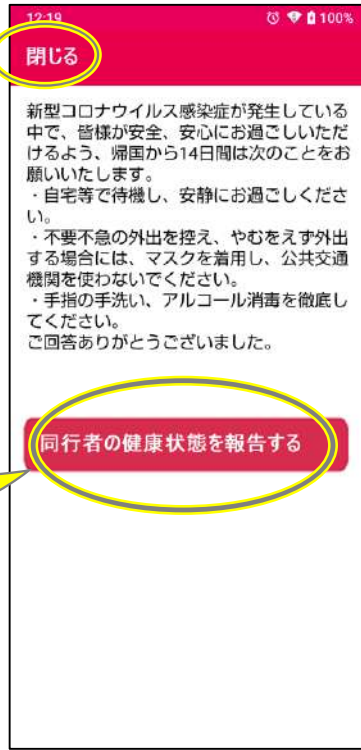 12:19 100%
閉じる
新型コロナウイルス感染症が発生している
中で、皆様が安全、安心にお過ごしいただ
けるよう、帰国から14日間は次のことをお
願いいたします。
・自宅等で待機し、安静にお過ごしくださ
い。
・不要不急の外出を控え、やむをえず外出
する場合には、マスクを着用し、公共交通
機関を使わないでください。
・手指の手洗い、アルコール消毒を徹底し
てください。
ご回答ありがとうございました。
同行者の健康状態を報告する